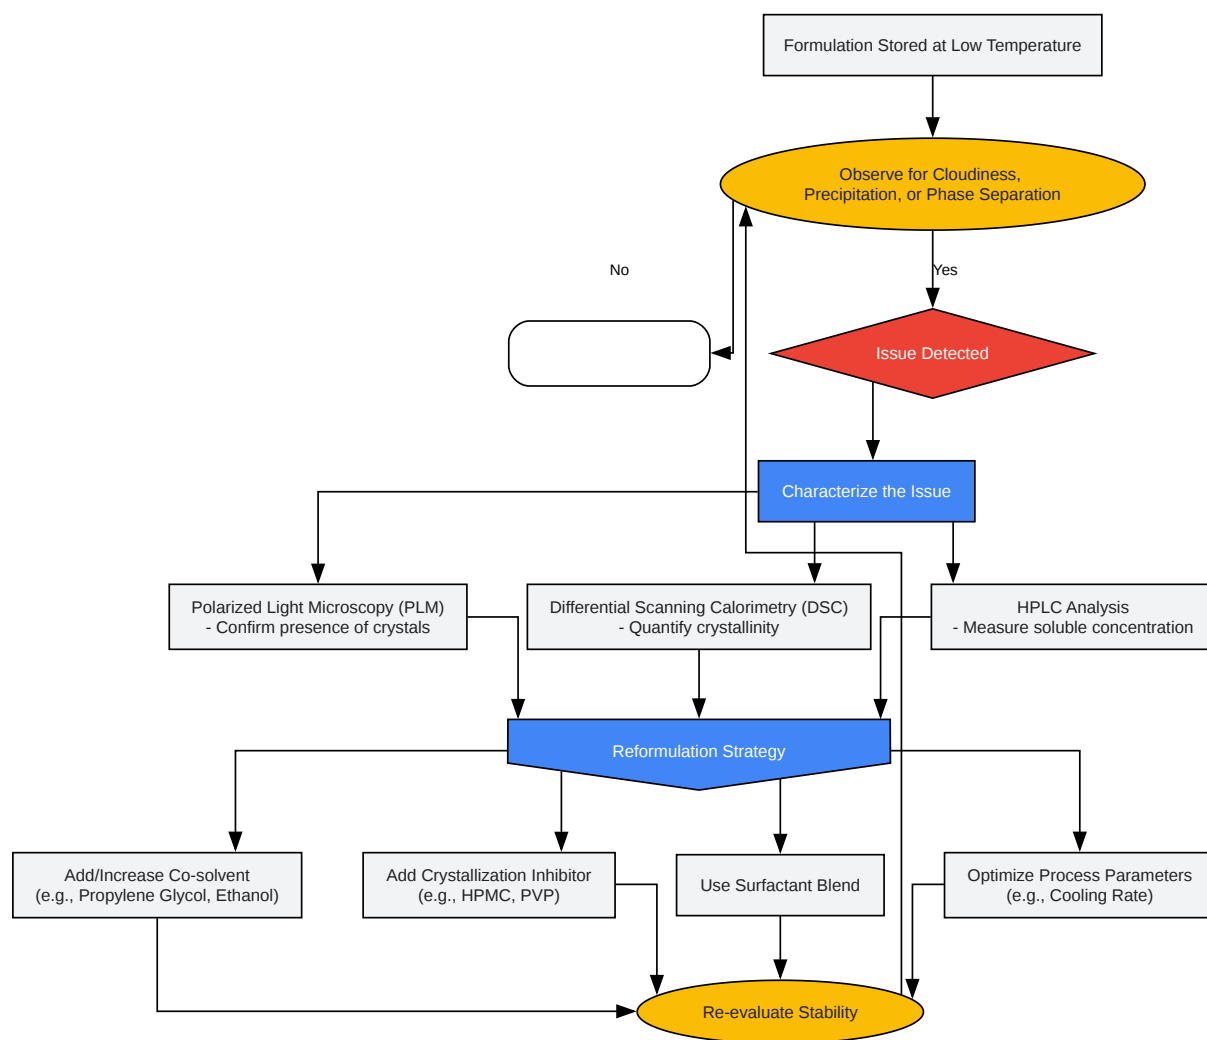 Formulation Stored at Low Temperature
Observe for Cloudiness,
Precipitation, or Phase Separation
No
Yes
Issue Detected
Characterize the Issue
Polarized Light Microscopy (PLM)
- Confirm presence of crystals
Differential Scanning Calorimetry (DSC)
- Quantify crystallinity
HPLC Analysis
- Measure soluble concentration
Reformulation Strategy
Add/Increase Co-solvent
(e.g., Propylene Glycol, Ethanol)
Add Crystallization Inhibitor
(e.g., HPMC, PVP)
Use Surfactant Blend
Optimize Process Parameters
(e.g., Cooling Rate)
Re-evaluate Stability